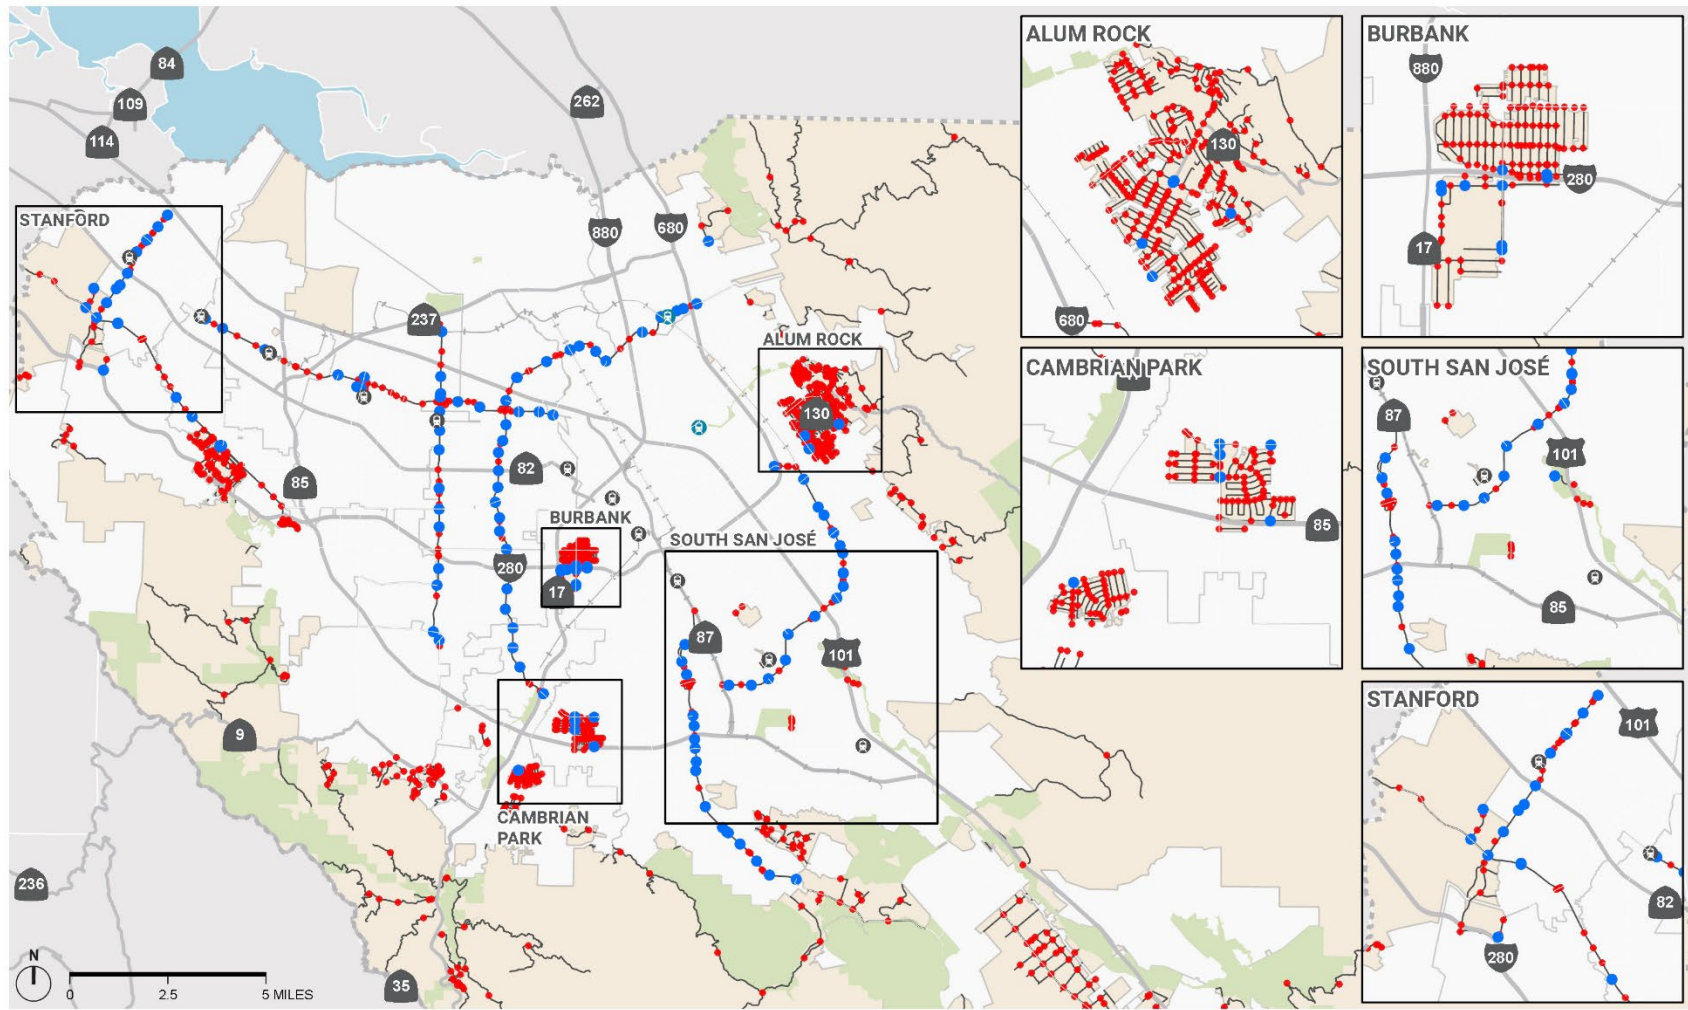 84
109
114
262
STANFORD
880
680
237
ALUM ROCK
130
82
85
BURBANK
280
17
SOUTH SAN JOSÉ
87
101
9
CAMBRIAN
PARK
236
35
N
0
2.5
5 MILES
ALUM ROCK
130
680
BURBANK
880
280
17
CAMBRIAN PARK
85
SOUTH SAN JOSÉ
87
101
85
STANFORD
101
82
280